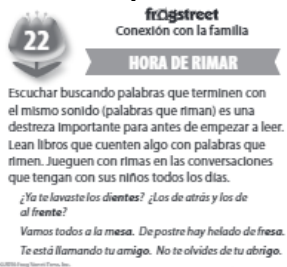 frogstreet
Conexión con la familia
22
HORA DE RIMAR
Escuchar buscando palabras que terminen con
el mismo sonido (palabras que riman) es una
destreza importante para antes de empezar a leer.
Lean libros que cuenten algo con palabras que
rimen. Jueguen con rimas en las conversaciones
que tengan con sus niños todos los días.
¿Ya te lavaste los dientes? ¿Los de atrás y los de
al frente?
Vamos todos a la mesa. De postre hay helado de fresa.
Te está llamando tu amigo. No te olvides de tu abrigo.